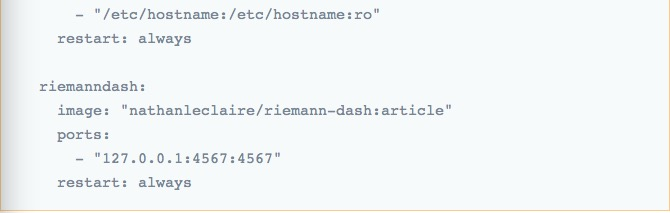 - "/etc/hostname:/etc/hostname:ro"
restart: always
riemanndash:
image: "nathanleclaire/riemann-dash:article"
ports:
- "127.0.0.1:4567:4567"
restart: always